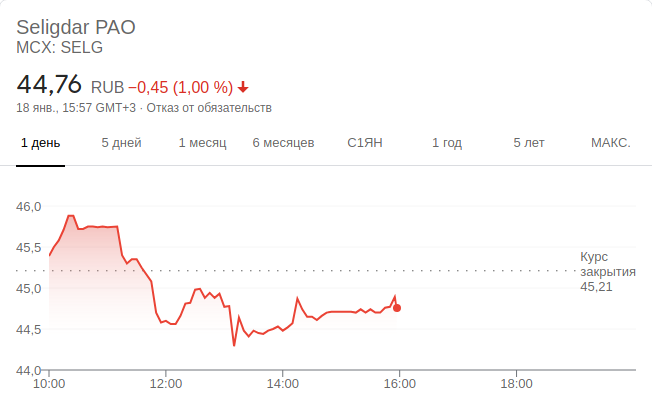 Seligdar PAO
MCX: SELG
44,76 RUB −0,45 (1,00 %)
18 янв., 15:57 GMT+3 · Отказ от обязательств
1 день 5 дней 1 месяц 6 месяцев С1ЯН 1 год 5 лет МАКС.
46,0
45,5
Курс
закрытия
45,21
45,0
44,5
44,0
10:00 12:00 14:00 16:00 18:00